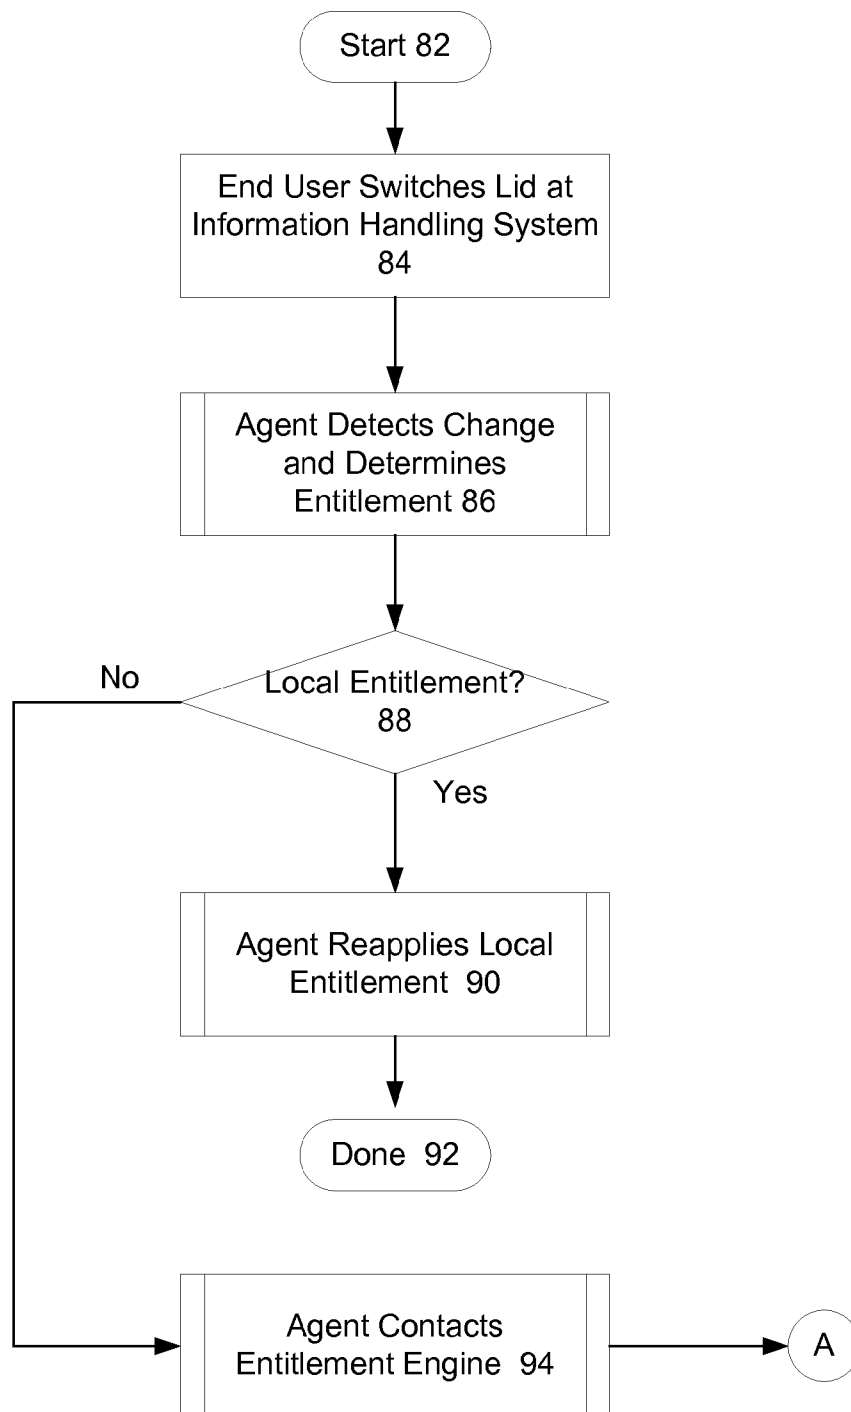 Start 82
End User Switches Lid at
Information Handling System
84
Agent Detects Change
and Determines
Entitlement 86
No
Local Entitlement?
88
Yes
Agent Reapplies Local
Entitlement 90
Done 92
Agent Contacts
Entitlement Engine 94
A